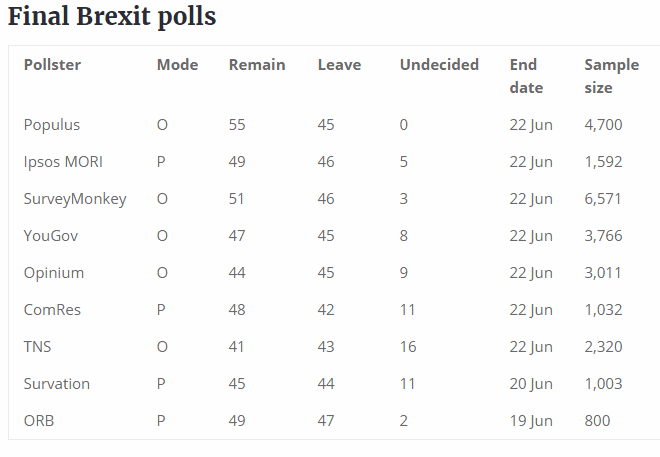 Final Brexit polls
Pollster Mode Remain Leave Undecided End date Sample size
Populus O 55 45 0 22 Jun 4,700
Ipsos MORI P 49 46 5 22 Jun 1,592
SurveyMonkey O 51 46 3 22 Jun 6,571
YouGov O 47 45 8 22 Jun 3,766
Opinium O 44 45 9 22 Jun 3,011
ComRes P 48 42 11 22 Jun 1,032
TNS O 41 43 16 22 Jun 2,320
Survation P 45 44 11 20 Jun 1,003
ORB P 49 47 2 19 Jun 800